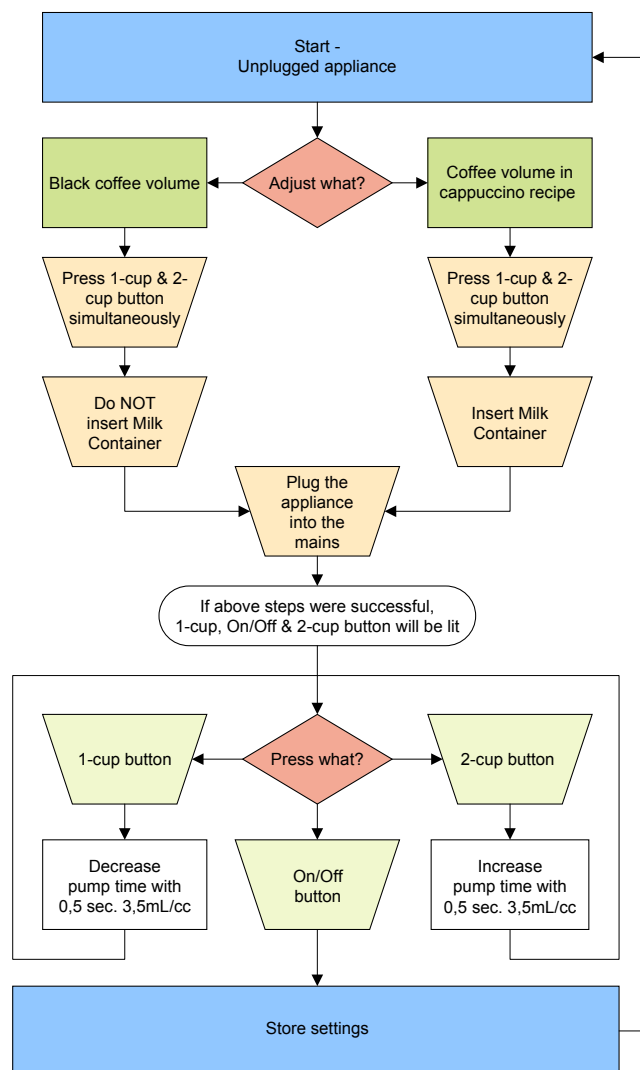 Start -
Unplugged appliance
Black coffee volume
Adjust what?
Coffee volume in
cappuccino recipe
Press 1-cup & 2-
cup button
simultaneously
Press 1-cup & 2-
cup button
simultaneously
Do NOT
insert Milk
Container
Insert Milk
Container
Plug the
appliance
into the
mains
If above steps were successful,
1-cup, On/Off & 2-cup button will be lit
1-cup button
Press what?
2-cup button
Decrease
pump time with
0,5 sec. 3,5mL/cc
On/Off
button
Increase
pump time with
0,5 sec. 3,5mL/cc
Store settings